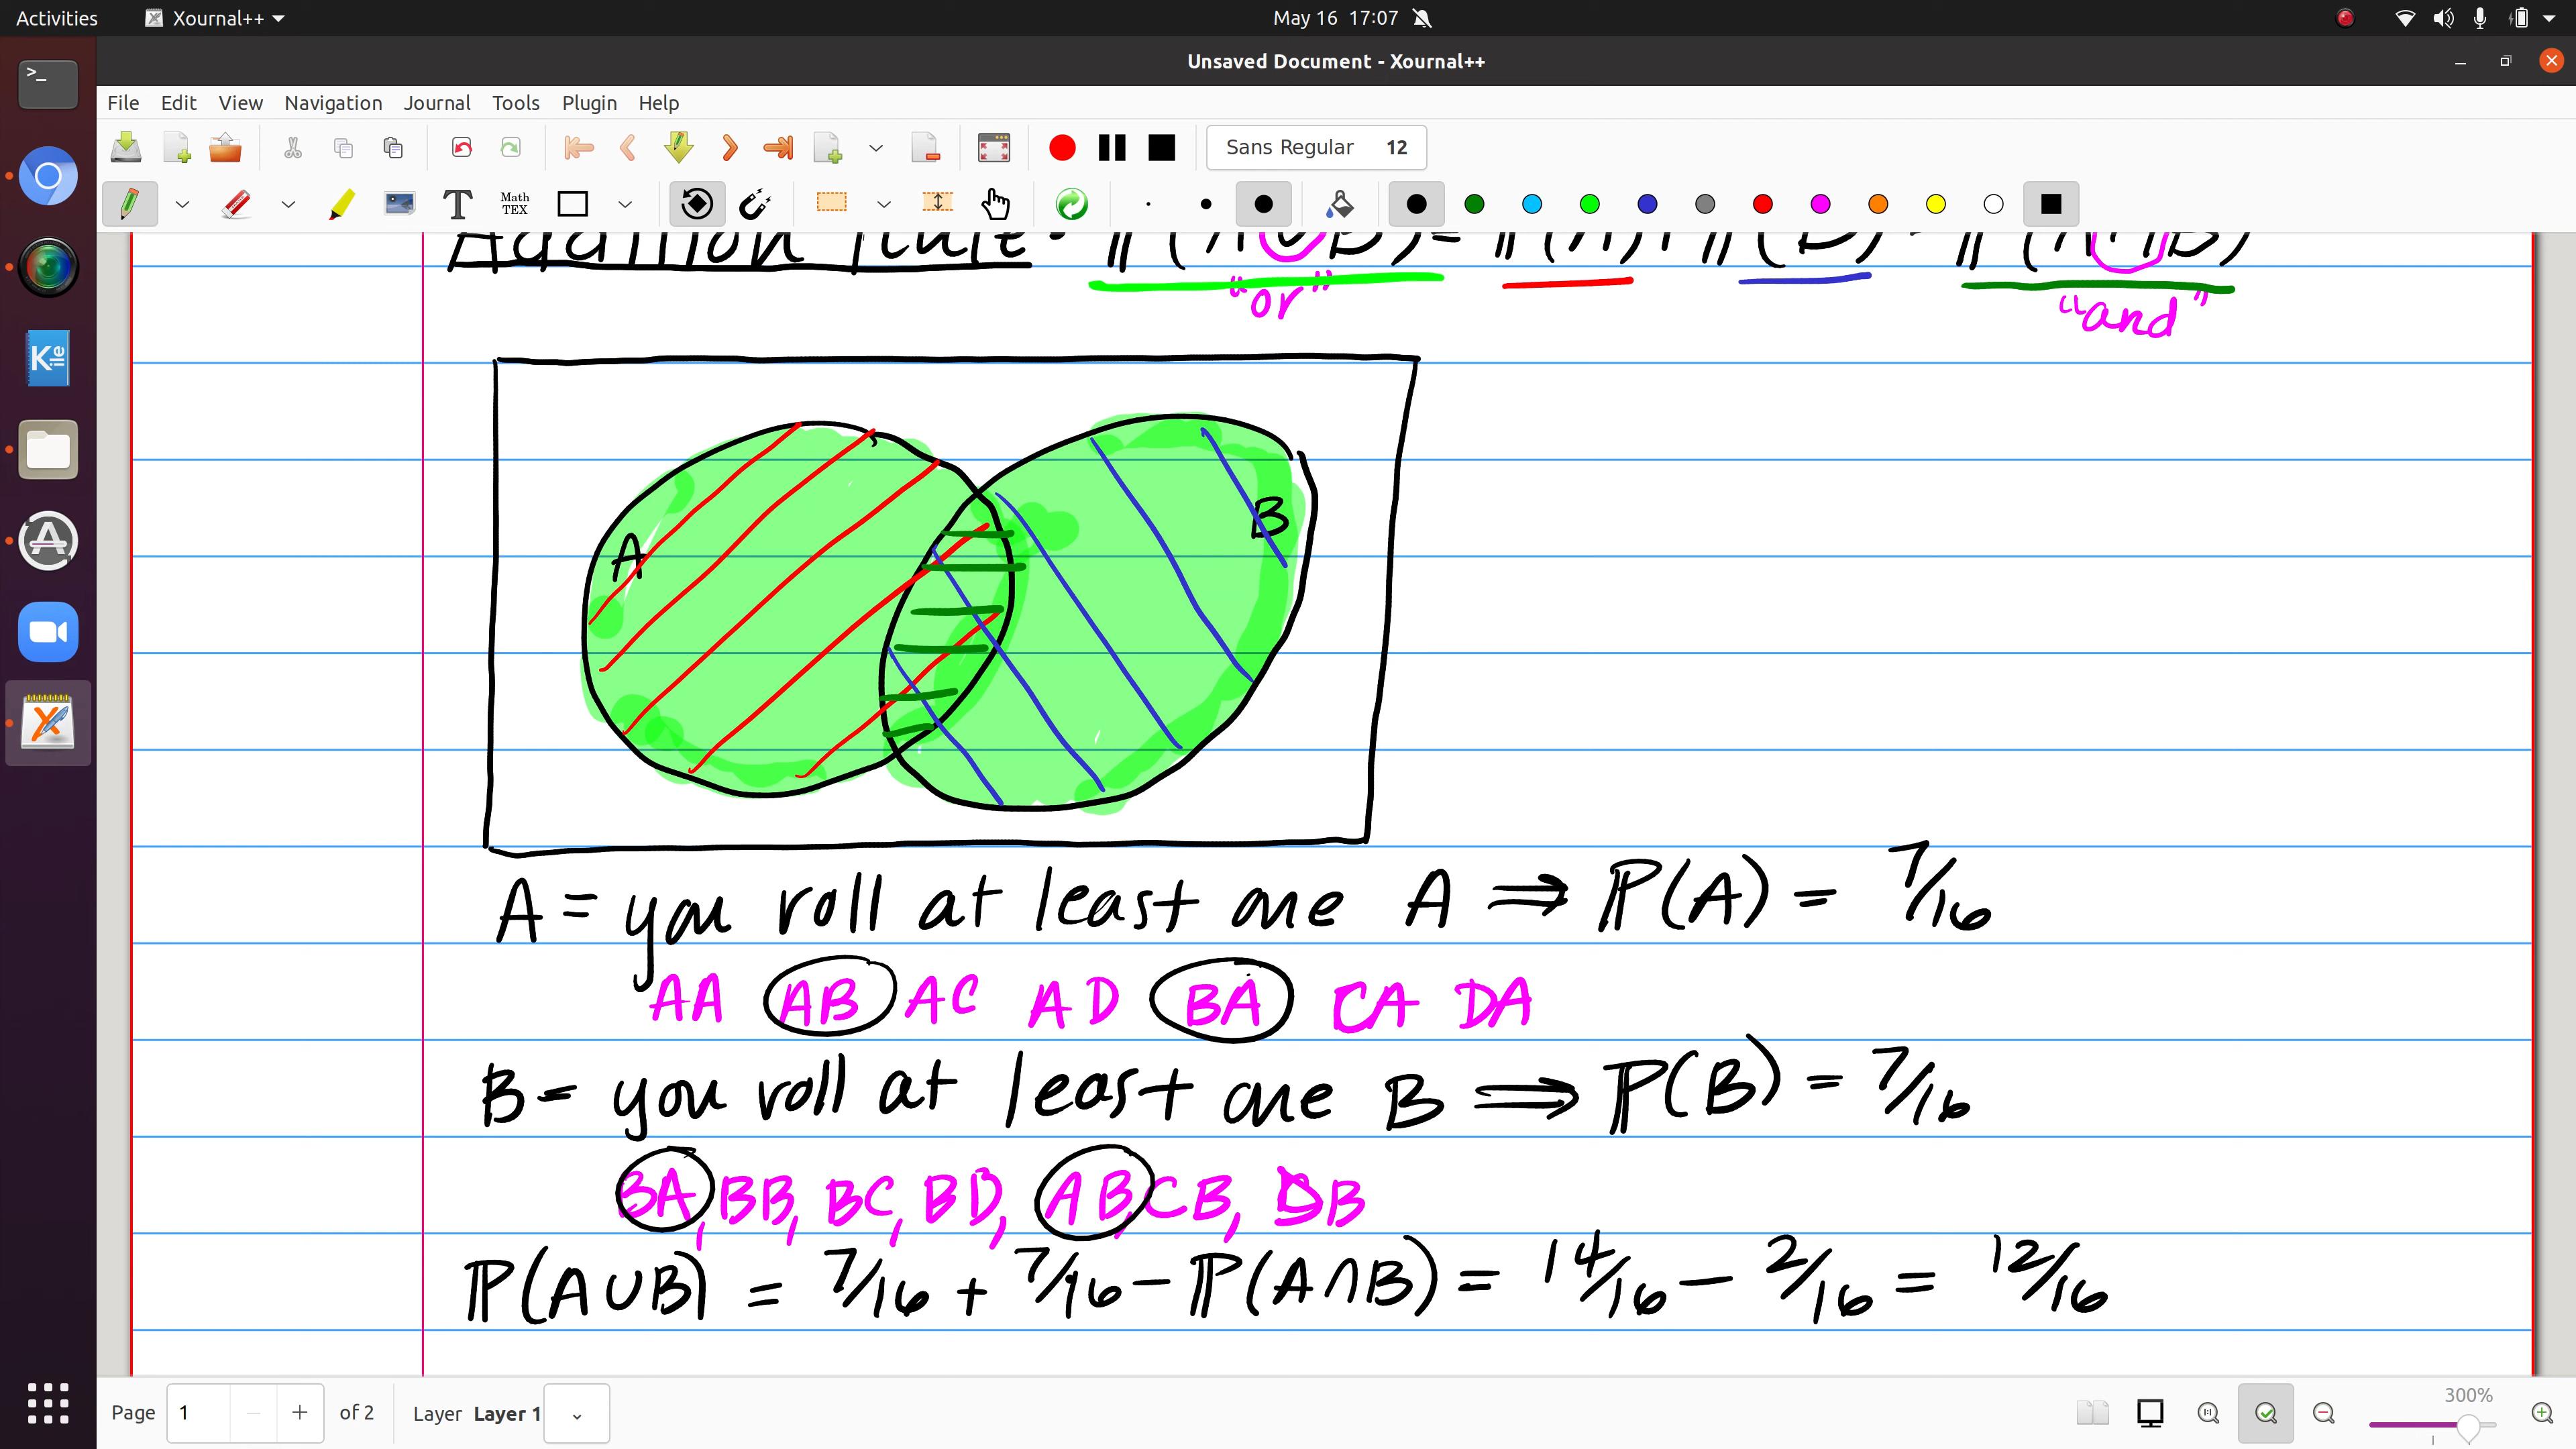 Activities Xournal++ May 16 17:07
Unsaved Document - Xournal++
File Edit View Navigation Journal Tools Plugin Help
Sans Regular 12
T Math TEX
Addition Rule: ℙ(A∪B) = ℙ(A) + ℙ(B) - ℙ(A∩B)
"or" "and"
A B
A = you roll at least one A ⟹ ℙ(A) = 7/16
AA AB AC AD BA CA DA
B = you roll at least one B ⟹ ℙ(B) = 7/16
BA, BB, BC, BD, AB, CB, DB
ℙ(A∪B) = 7/16 + 7/16 - ℙ(A∩B) = 14/16 - 2/16 = 12/16
Page 1 of 2 Layer Layer 1 300%